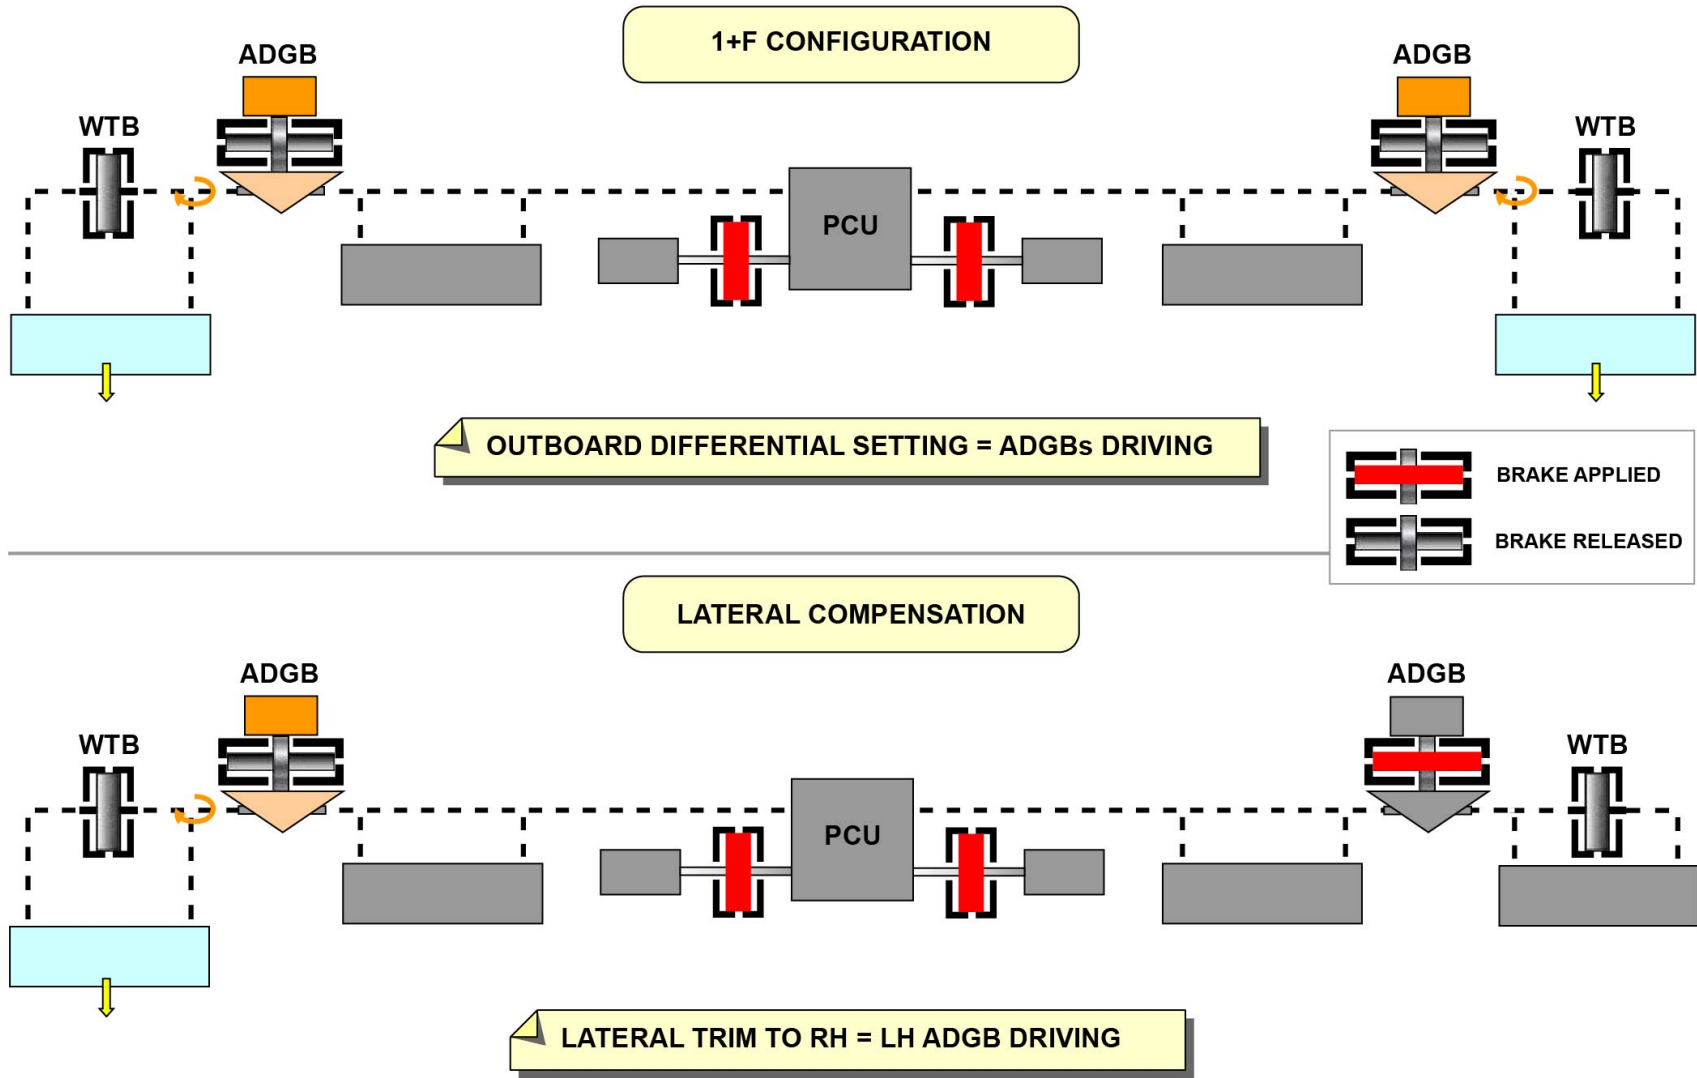 1+F CONFIGURATION
ADGB
ADGB
WTB
WTB
PCU
OUTBOARD DIFFERENTIAL SETTING = ADGBs DRIVING
BRAKE APPLIED
BRAKE RELEASED
LATERAL COMPENSATION
ADGB
ADGB
WTB
WTB
PCU
LATERAL TRIM TO RH = LH ADGB DRIVING